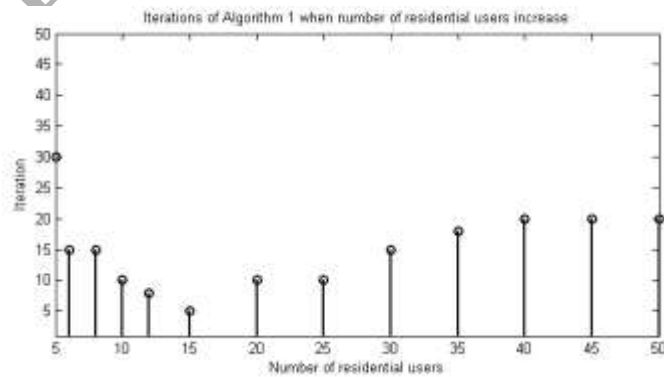 Iterations of Algorithm 1 when number of residential users increase
50
45
40
35
30
25
20
15
10
5
Iteration
5 10 15 20 25 30 35 40 45 50
Number of residential users